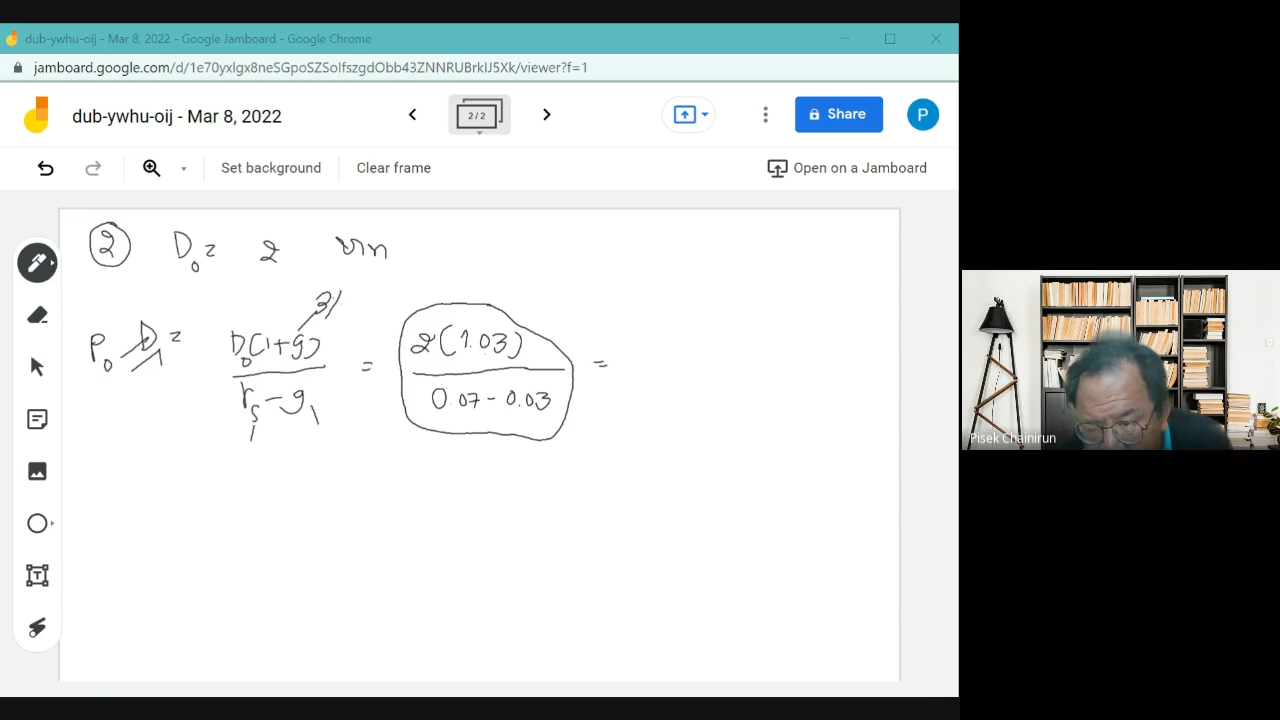 dub-ywhu-oij - Mar 8, 2022 - Google Jamboard - Google Chrome
jamboard.google.com/d/1e70yxlgx8neSGpoSZSolfszgdObb43ZNNRUBrkIJ5Xk/viewer?f=1
dub-ywhu-oij - Mar 8, 2022
2 / 2
Share
P
Set background
Clear frame
Open on a Jamboard
2 D₀ = 2 บาท
3%
P₀ = D₀(1+g) / rₛ - g = 2(1.03) / 0.07 - 0.03 =
Pisek Chainirun